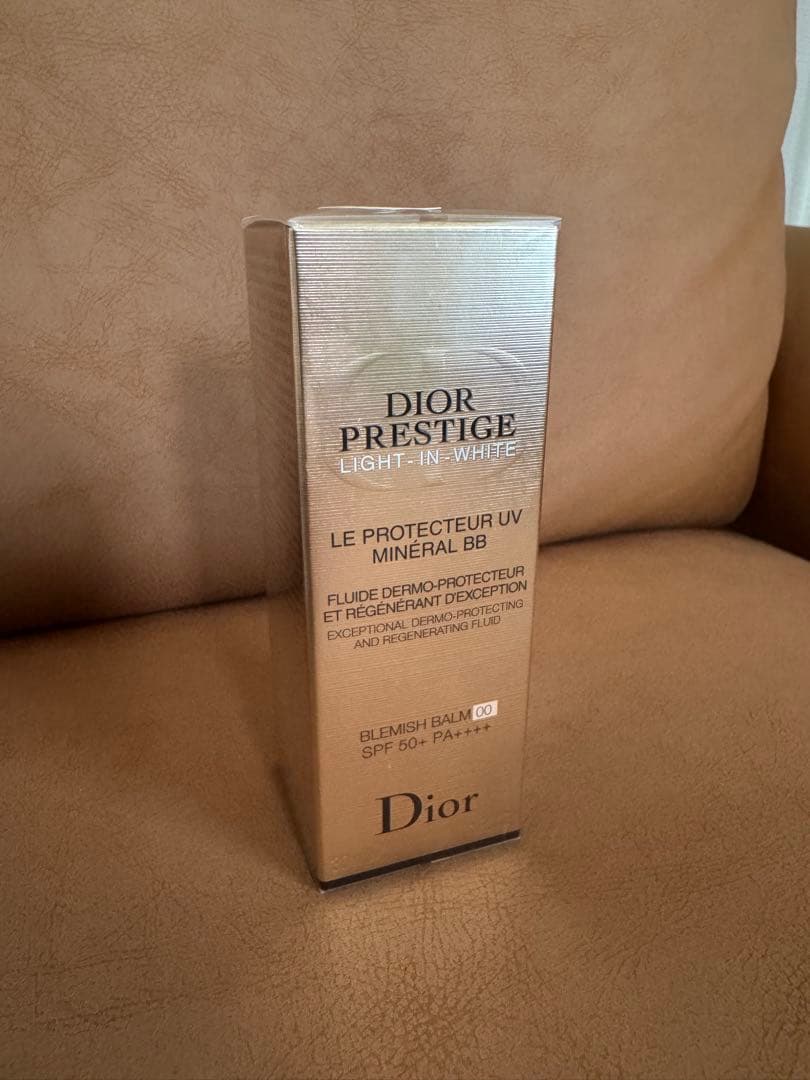 DIOR
PRESTIGE
LIGHT-IN-WHITE
LE PROTECTEUR UV
MINÉRAL BB
FLUIDE DERMO-PROTECTEUR
ET RÉGÉNÉRANT D'EXCEPTION
EXCEPTIONAL DERMO-PROTECTING
AND REGENERATING FLUID
BLEMISH BALM 00
SPF 50+ PA++++
Dior